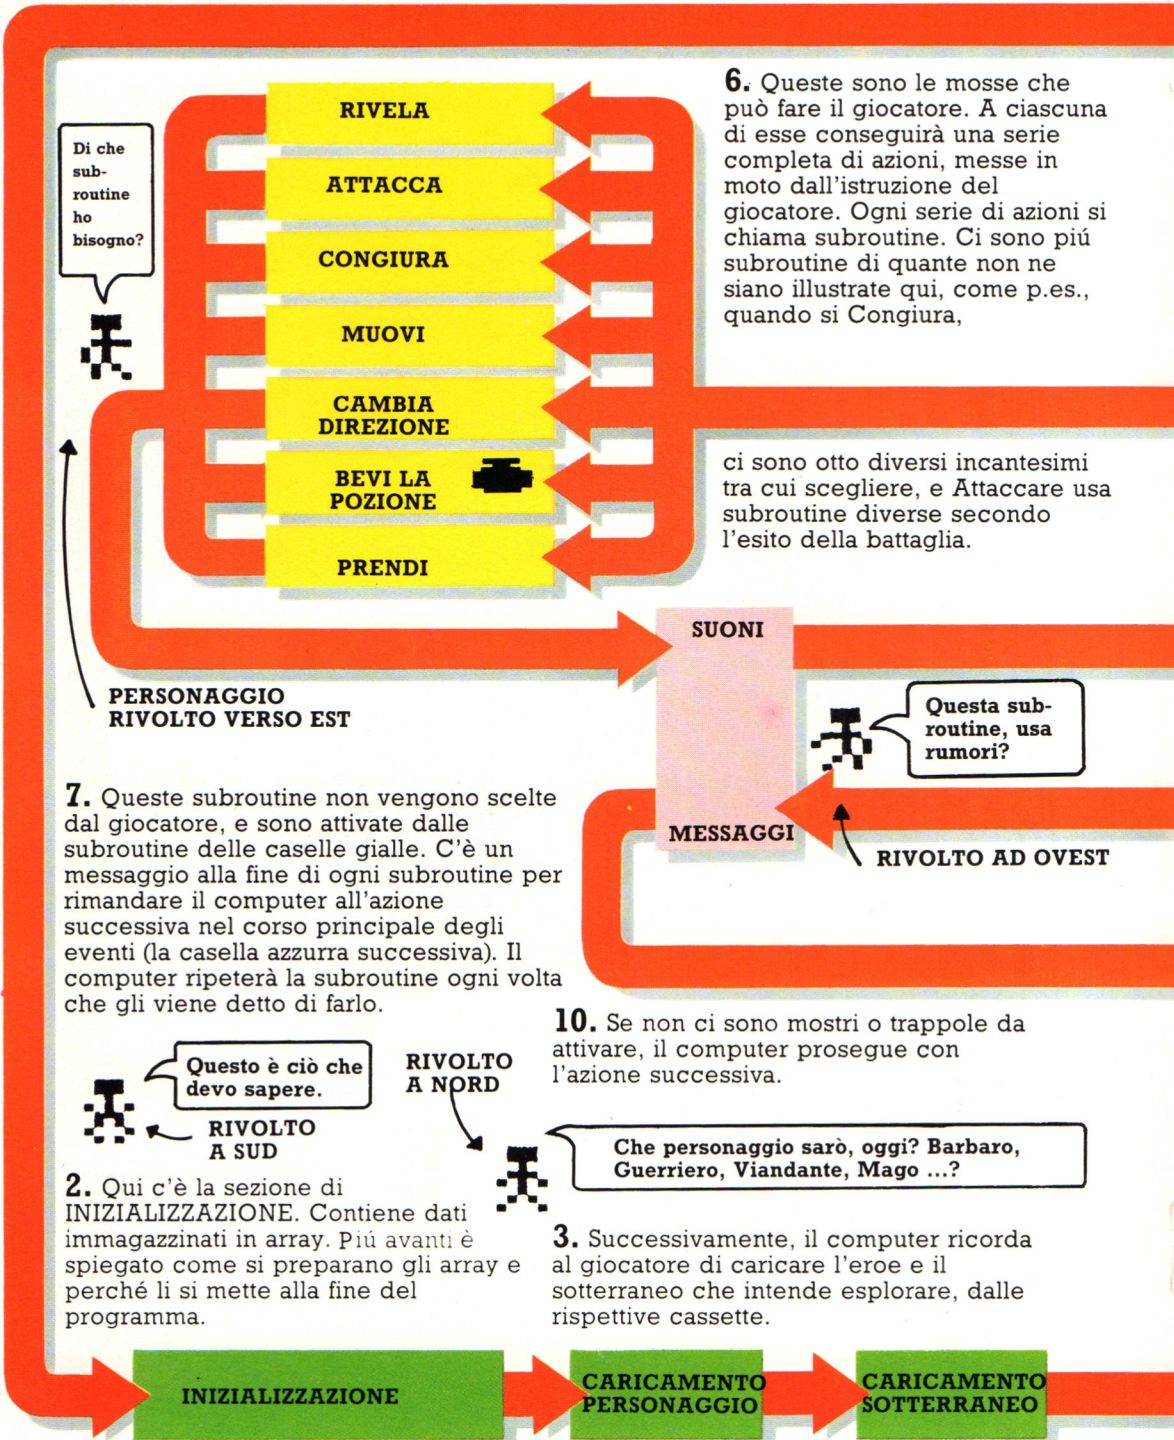 RIVELA
ATTACCA
CONGIURA
MUOVI
CAMBIA
DIREZIONE
BEVI LA
POZIONE
PRENDI
Di che
sub-
routine
ho
bisogno?
6. Queste sono le mosse che
può fare il giocatore. A ciascuna
di esse conseguirà una serie
completa di azioni, messe in
moto dall'istruzione del
giocatore. Ogni serie di azioni si
chiama subroutine. Ci sono piú
subroutine di quante non ne
siano illustrate qui, come p.es.,
quando si Congiura,
ci sono otto diversi incantesimi
tra cui scegliere, e Attaccare usa
subroutine diverse secondo
l'esito della battaglia.
PERSONAGGIO
RIVOLTO VERSO EST
SUONI
MESSAGGI
Questa sub-
routine, usa
rumori?
RIVOLTO AD OVEST
7. Queste subroutine non vengono scelte
dal giocatore, e sono attivate dalle
subroutine delle caselle gialle. C'è un
messaggio alla fine di ogni subroutine per
rimandare il computer all'azione
successiva nel corso principale degli
eventi (la casella azzurra successiva). Il
computer ripeterà la subroutine ogni volta
che gli viene detto di farlo.
10. Se non ci sono mostri o trappole da
attivare, il computer prosegue con
l'azione successiva.
Questo è ciò che
devo sapere.
RIVOLTO
A SUD
RIVOLTO
A NORD
Che personaggio sarò, oggi? Barbaro,
Guerriero, Viandante, Mago ...?
2. Qui c'è la sezione di
INIZIALIZZAZIONE. Contiene dati
immagazzinati in array. Piú avanti è
spiegato come si preparano gli array e
perché li si mette alla fine del
programma.
3. Successivamente, il computer ricorda
al giocatore di caricare l'eroe e il
sotterraneo che intende esplorare, dalle
rispettive cassette.
INIZIALIZZAZIONE
CARICAMENTO
PERSONAGGIO
CARICAMENTO
SOTTERRANEO